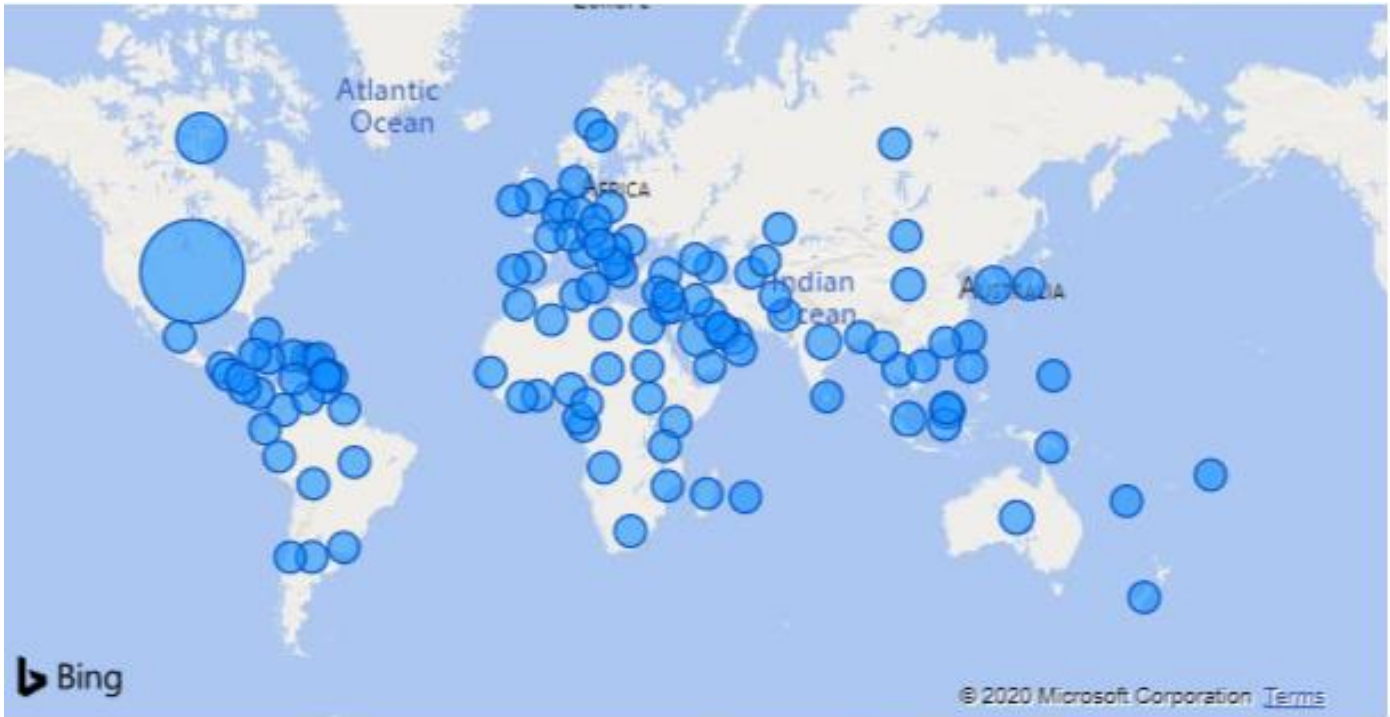 Atlantic
Ocean
AFRICA
Indian
Ocean
AUSTRALIA
Bing
© 2020 Microsoft Corporation Terms